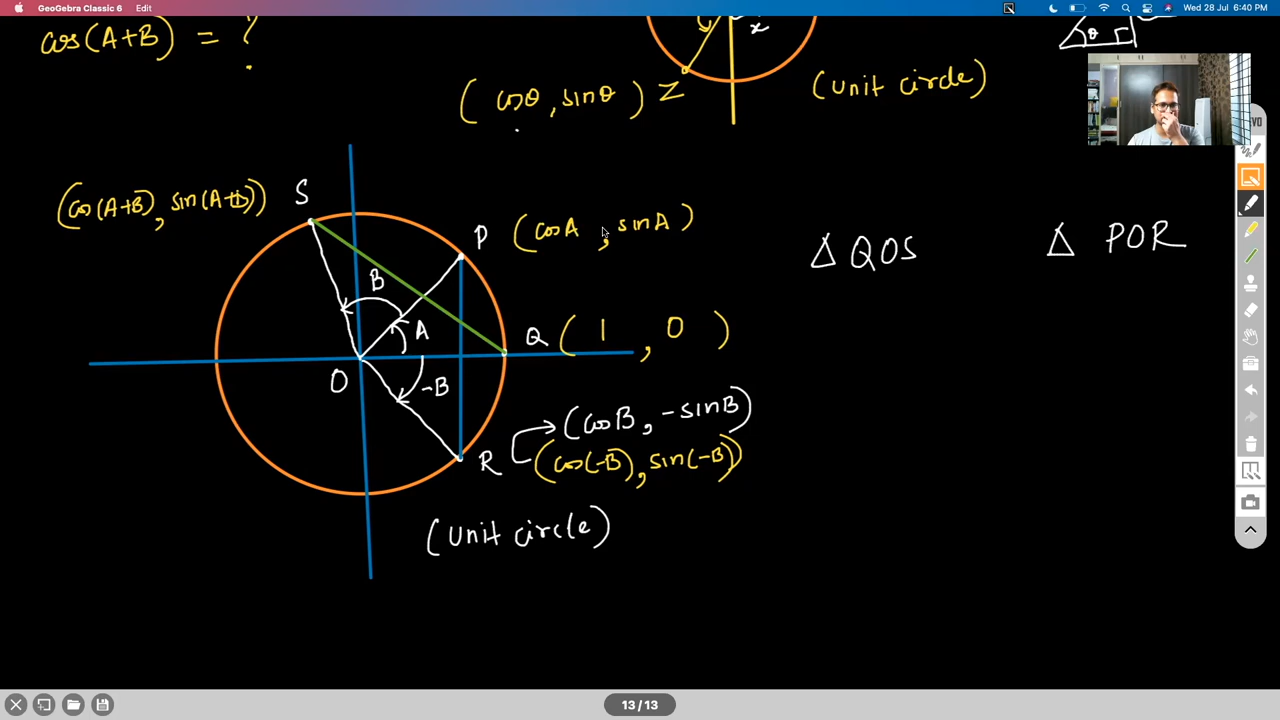 GeoGebra Classic 6 Edit Wed 28 Jul 6:40 PM
cos(A+B) = ?
θ
x
(cosθ, sinθ) Z
(Unit circle)
S
(cos(A+B), sin(A+B))
P (cosA, sinA)
Δ QOS
Δ POR
B
A
Q (1, 0)
O
-B
(cosB, -sinB)
R (cos(-B), sin(-B))
(Unit circle)
13/13